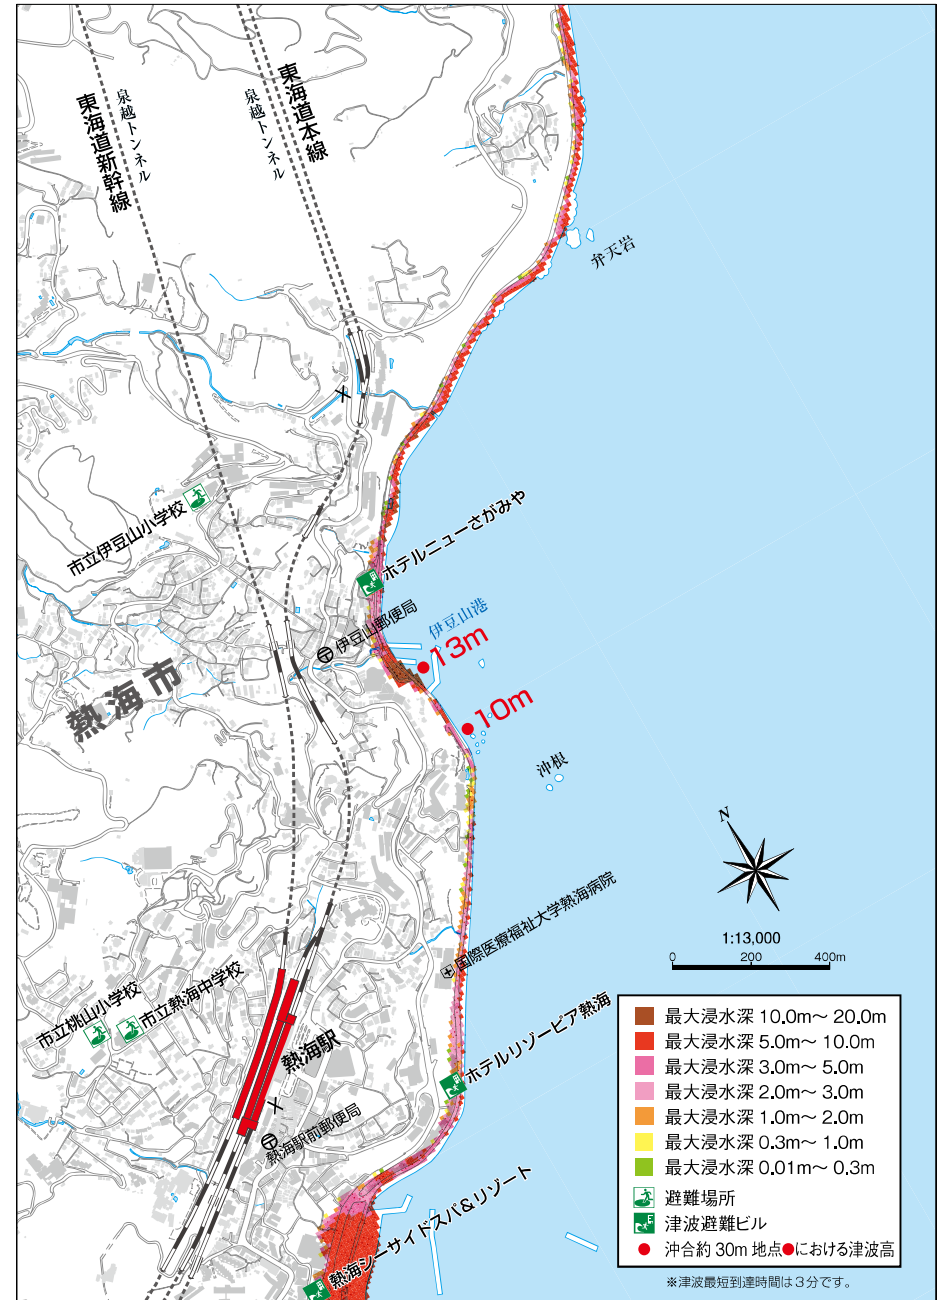 東海道新幹線
泉越トンネル
泉越トンネル
東海道本線
弁天岩
市立伊豆山小学校
ホテルニューさがみや
伊豆山郵便局
伊豆山港
13m
熱海市
10m
沖根
N
1:13,000
0 200 400m
国際医療福祉大学熱海病院
市立桃山小学校
市立熱海中学校
熱海駅
ホテルリゾーピア熱海
熱海駅前郵便局
熱海シーサイドスパ&リゾート
最大浸水深 10.0m～20.0m
最大浸水深 5.0m～10.0m
最大浸水深 3.0m～5.0m
最大浸水深 2.0m～3.0m
最大浸水深 1.0m～2.0m
最大浸水深 0.3m～1.0m
最大浸水深 0.01m～0.3m
避難場所
津波避難ビル
沖合約30m地点●における津波高
※津波最短到達時間は3分です。